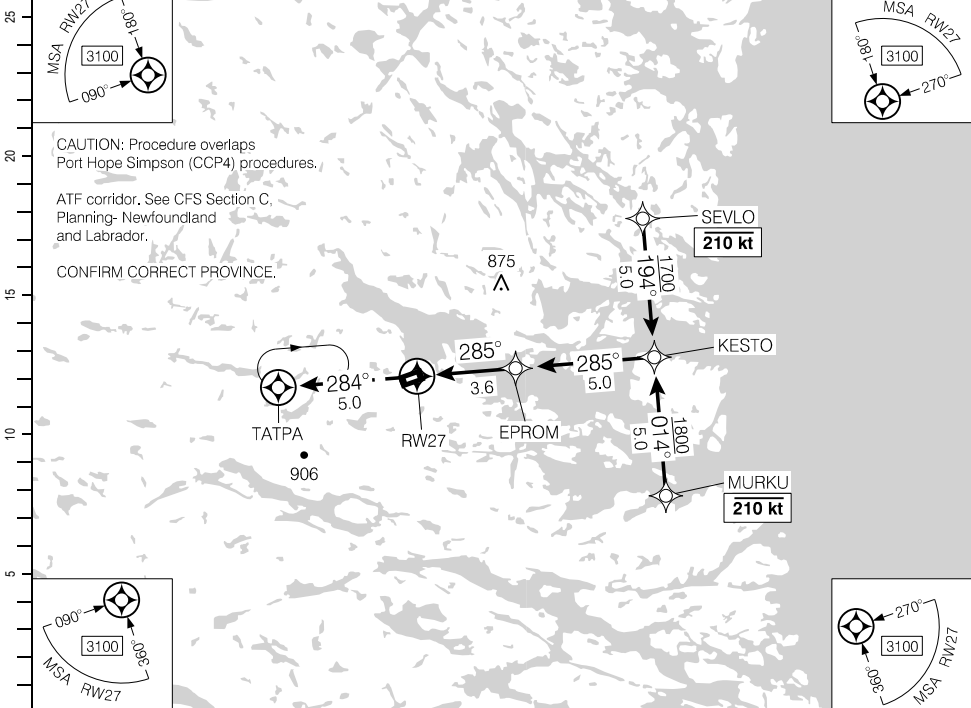 25
20
15
10
5
MSA RW27
180°
3100
090°
MSA RW27
180°
3100
270°
CAUTION: Procedure overlaps
Port Hope Simpson (CCP4) procedures.
ATF corridor. See CFS Section C,
Planning- Newfoundland
and Labrador.
CONFIRM CORRECT PROVINCE.
SEVLO
210 kt
875
1700
194°
5.0
KESTO
285°
3.6
285°
5.0
284°
5.0
TATPA
RW27
EPROM
1800
014°
5.0
906
MURKU
210 kt
090°
3100
360°
MSA RW27
270°
3100
360°
MSA RW27